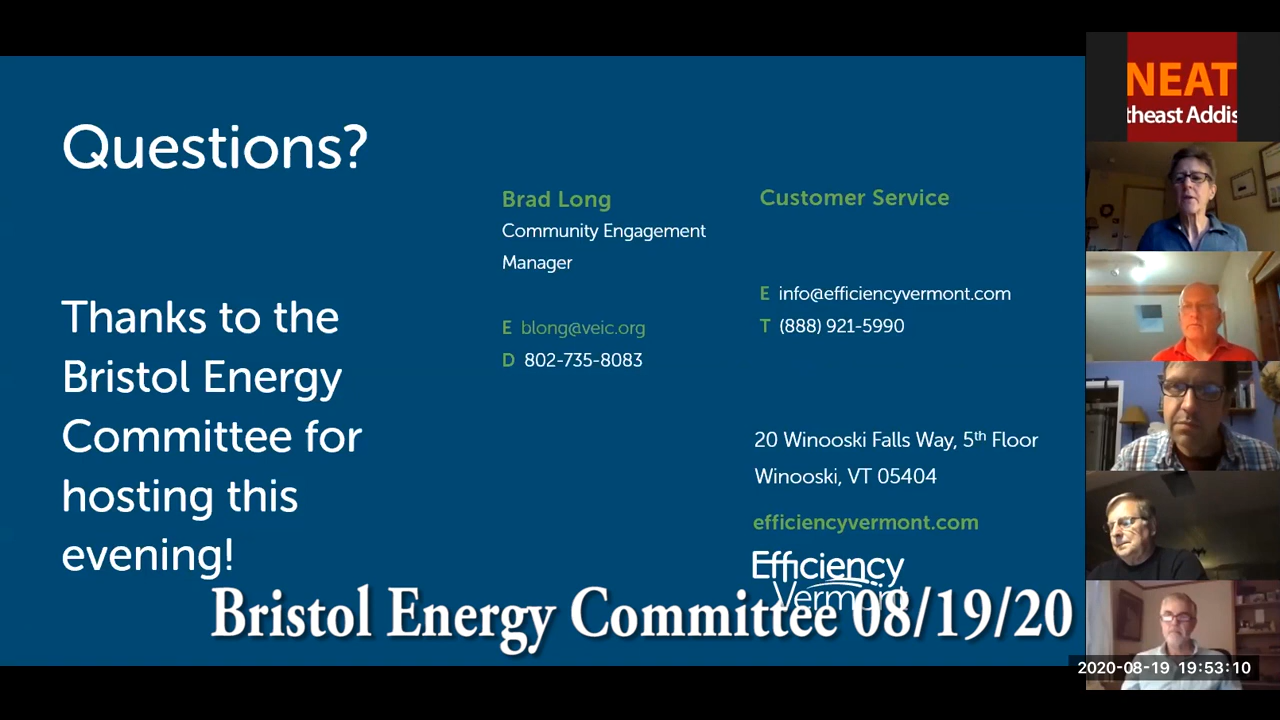 Questions?
Thanks to the
Bristol Energy
Committee for
hosting this
evening!
Brad Long
Community Engagement
Manager
E blong@veic.org
D 802-735-8083
Customer Service
E info@efficiencyvermont.com
T (888) 921-5990
20 Winooski Falls Way, 5th Floor
Winooski, VT 05404
efficiencyvermont.com
Efficiency
Vermont
Bristol Energy Committee 08/19/20
NEAT
theast Addis
2020-08-19 19:53:10